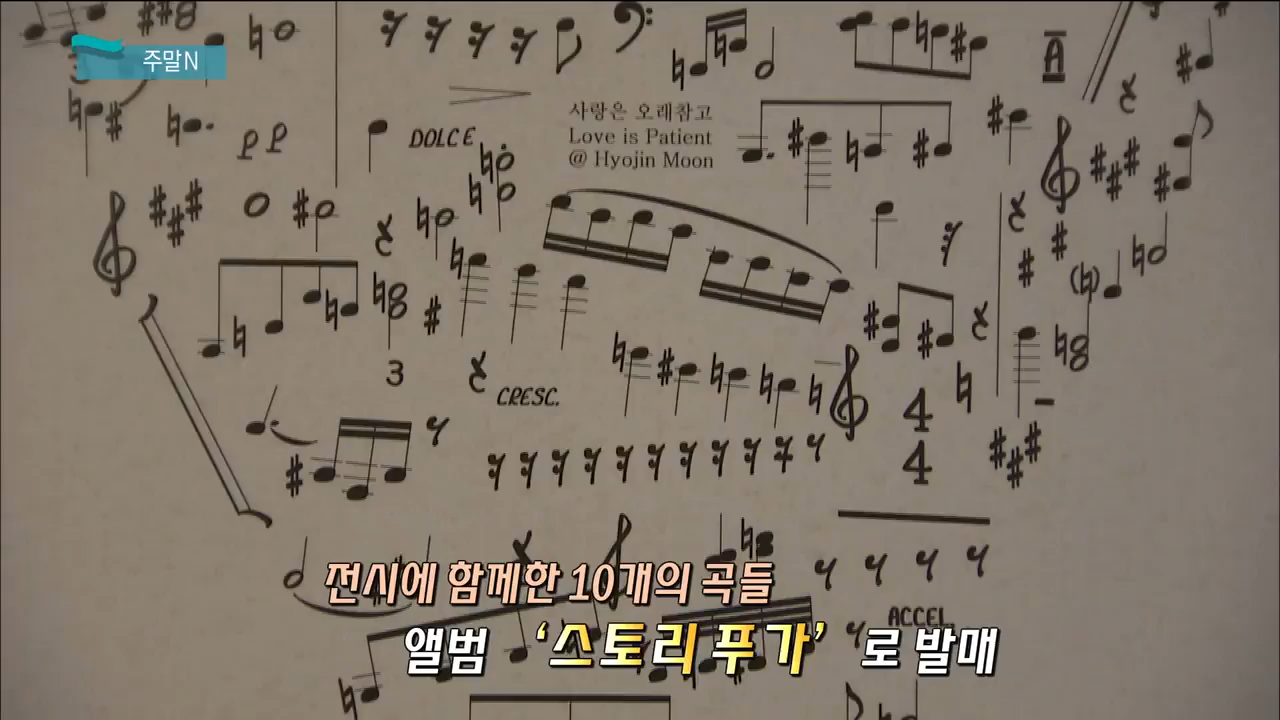 주말N
A
사랑은 오래참고
Love is Patient
@ Hyojin Moon
DOLCE
3
CRESC.
4
4
ACCEL.
전시에 함께한 10개의 곡들
앨범 ‘스토리 푸가’ 로 발매